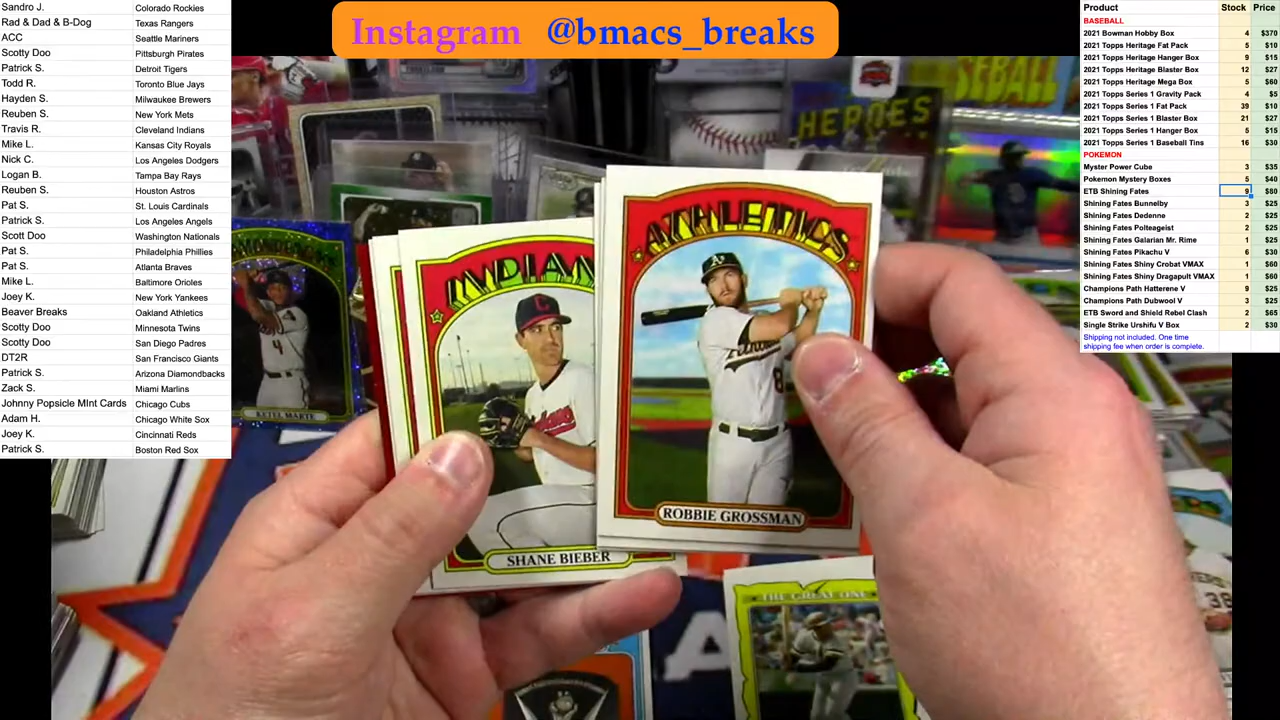 Instagram @bmacs_breaks
Sandro J. Colorado Rockies
Rad & Dad & B-Dog Texas Rangers
ACC Seattle Mariners
Scotty Doo Pittsburgh Pirates
Patrick S. Detroit Tigers
Todd R. Toronto Blue Jays
Hayden S. Milwaukee Brewers
Reuben S. New York Mets
Travis R. Cleveland Indians
Mike L. Kansas City Royals
Nick C. Los Angeles Dodgers
Logan B. Tampa Bay Rays
Reuben S. Houston Astros
Pat S. St. Louis Cardinals
Patrick S. Los Angeles Angels
Scott Doo Washington Nationals
Pat S. Philadelphia Phillies
Pat S. Atlanta Braves
Mike L. Baltimore Orioles
Joey K. New York Yankees
Beaver Breaks Oakland Athletics
Scotty Doo Minnesota Twins
Scotty Doo San Diego Padres
DT2R San Francisco Giants
Patrick S. Arizona Diamondbacks
Zack S. Miami Marlins
Johnny Popsicle MInt Cards Chicago Cubs
Adam H. Chicago White Sox
Joey K. Cincinnati Reds
Patrick S. Boston Red Sox
Product Stock Price
BASEBALL
2021 Bowman Hobby Box 4 $370
2021 Topps Heritage Fat Pack 5 $10
2021 Topps Heritage Hanger Box 9 $15
2021 Topps Heritage Blaster Box 12 $27
2021 Topps Heritage Mega Box 5 $60
2021 Topps Series 1 Gravity Pack 4 $5
2021 Topps Series 1 Fat Pack 39 $10
2021 Topps Series 1 Blaster Box 21 $27
2021 Topps Series 1 Hanger Box 5 $15
2021 Topps Series 1 Baseball Tins 16 $30
POKEMON
Myster Power Cube 3 $35
Pokemon Mystery Boxes 5 $40
ETB Shining Fates 9 $80
Shining Fates Bunnelby 3 $25
Shining Fates Dedenne 2 $25
Shining Fates Polteageist 2 $25
Shining Fates Galarian Mr. Rime 1 $25
Shining Fates Pikachu V 6 $30
Shining Fates Shiny Crobat VMAX 1 $60
Shining Fates Shiny Dragapult VMAX 1 $60
Champions Path Hatterene V 9 $25
Champions Path Dubwool V 3 $25
ETB Sword and Shield Rebel Clash 2 $65
Single Strike Urshifu V Box 2 $30
Shipping not included. One time
shipping fee when order is complete.
HEROES
SEBALL
ATHLETICS
INDIAN
ROBBIE GROSSMAN
SHANE BIEBER
KETEL MARTE
4
8
THE GREAT ONE
A
38